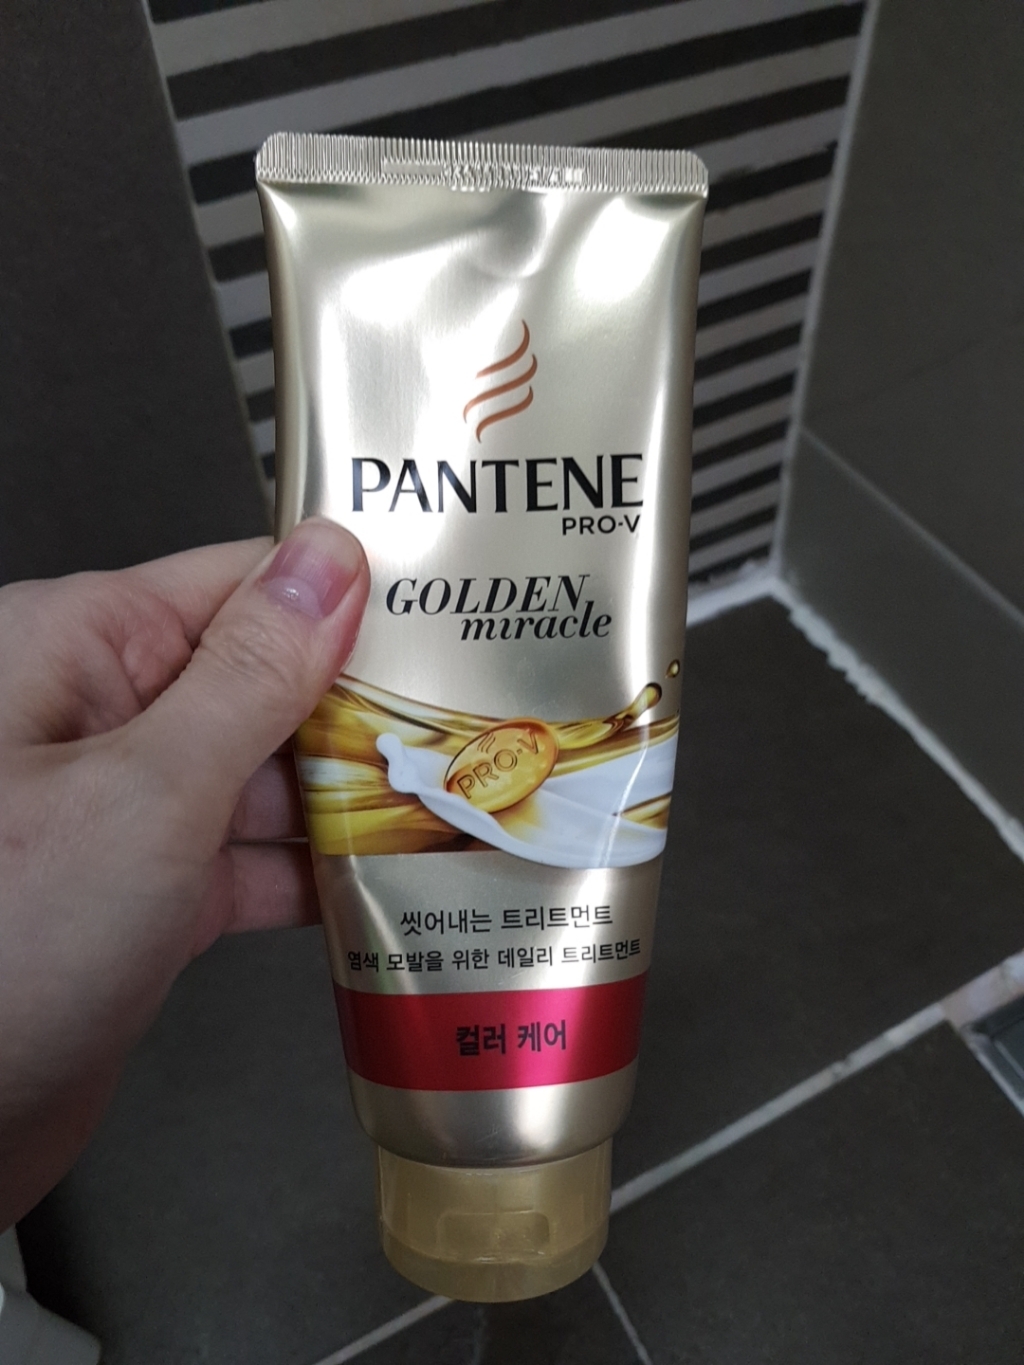 PANTENE
PRO-V
GOLDEN
miracle
PRO-V
씻어내는 트리트먼트
염색 모발을 위한 데일리 트리트먼트
컬러 케어